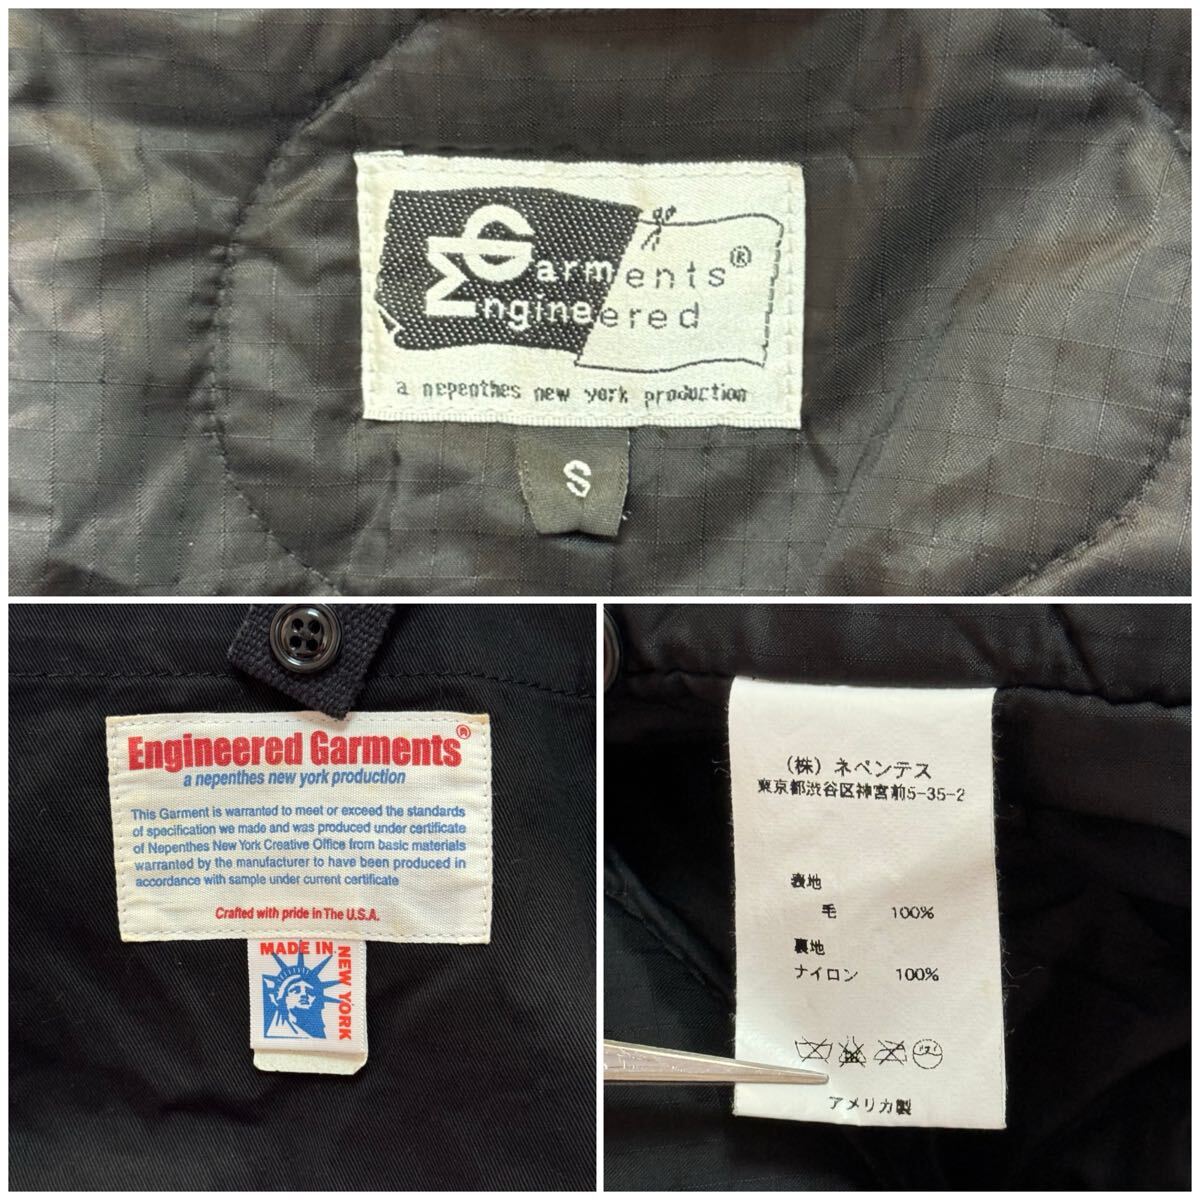 Garments®
Engineered
a nepenthes new york production
S
Engineered Garments®
a nepenthes new york production
This Garment is warranted to meet or exceed the standards
of specification we made and was produced under certificate
of Nepenthes New York Creative Office from basic materials
warranted by the manufacturer to have been produced in
accordance with sample under current certificate
Crafted with pride in The U.S.A.
MADE IN
NEW YORK
（株）ネペンテス
東京都渋谷区神宮前5-35-2
表地
毛 100%
裏地
ナイロン 100%
アメリカ製